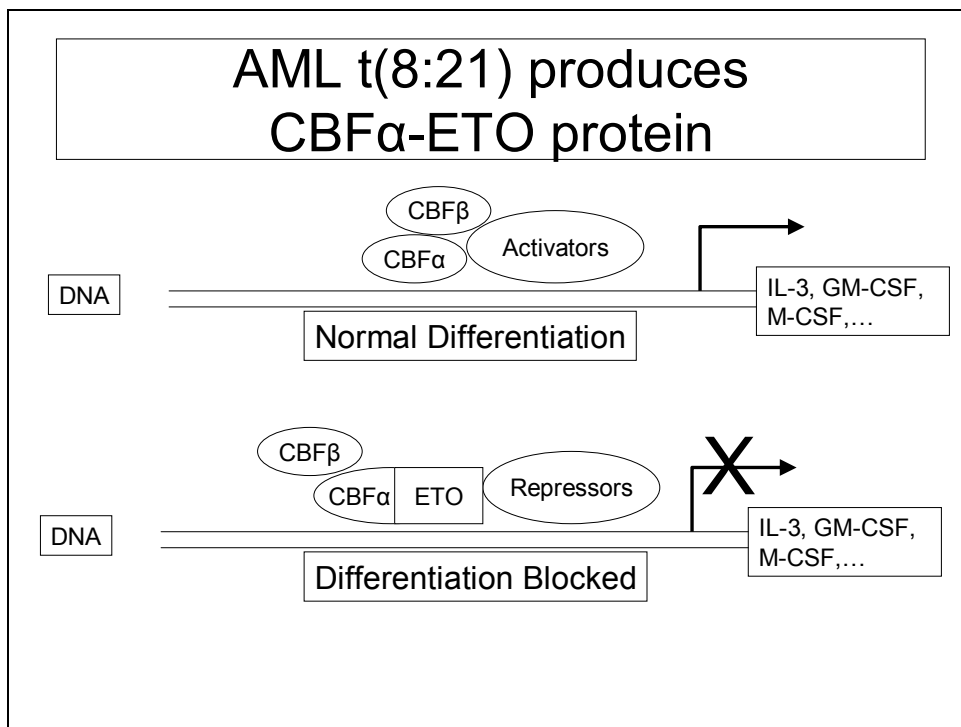 AML t(8:21) produces
CBFα-ETO protein
CBFβ
CBFα
Activators
DNA
IL-3, GM-CSF,
M-CSF,…
Normal Differentiation
CBFβ
CBFα
ETO
Repressors
X
DNA
IL-3, GM-CSF,
M-CSF,…
Differentiation Blocked